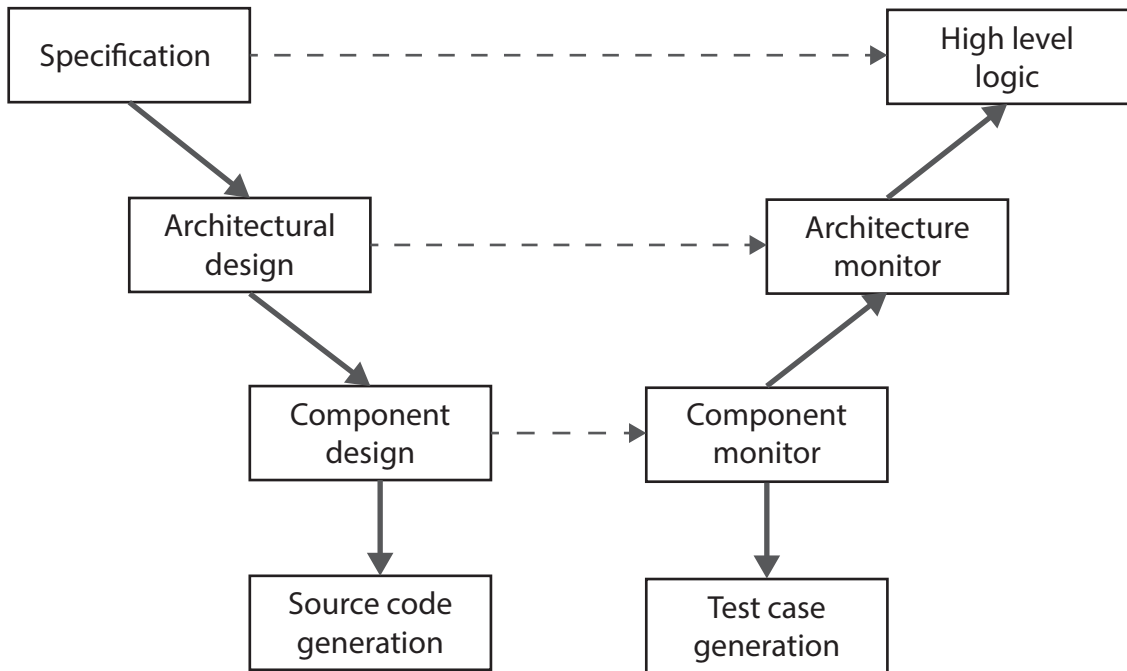 Specification
High level
logic
Architectural
design
Architecture
monitor
Component
design
Component
monitor
Source code
generation
Test case
generation